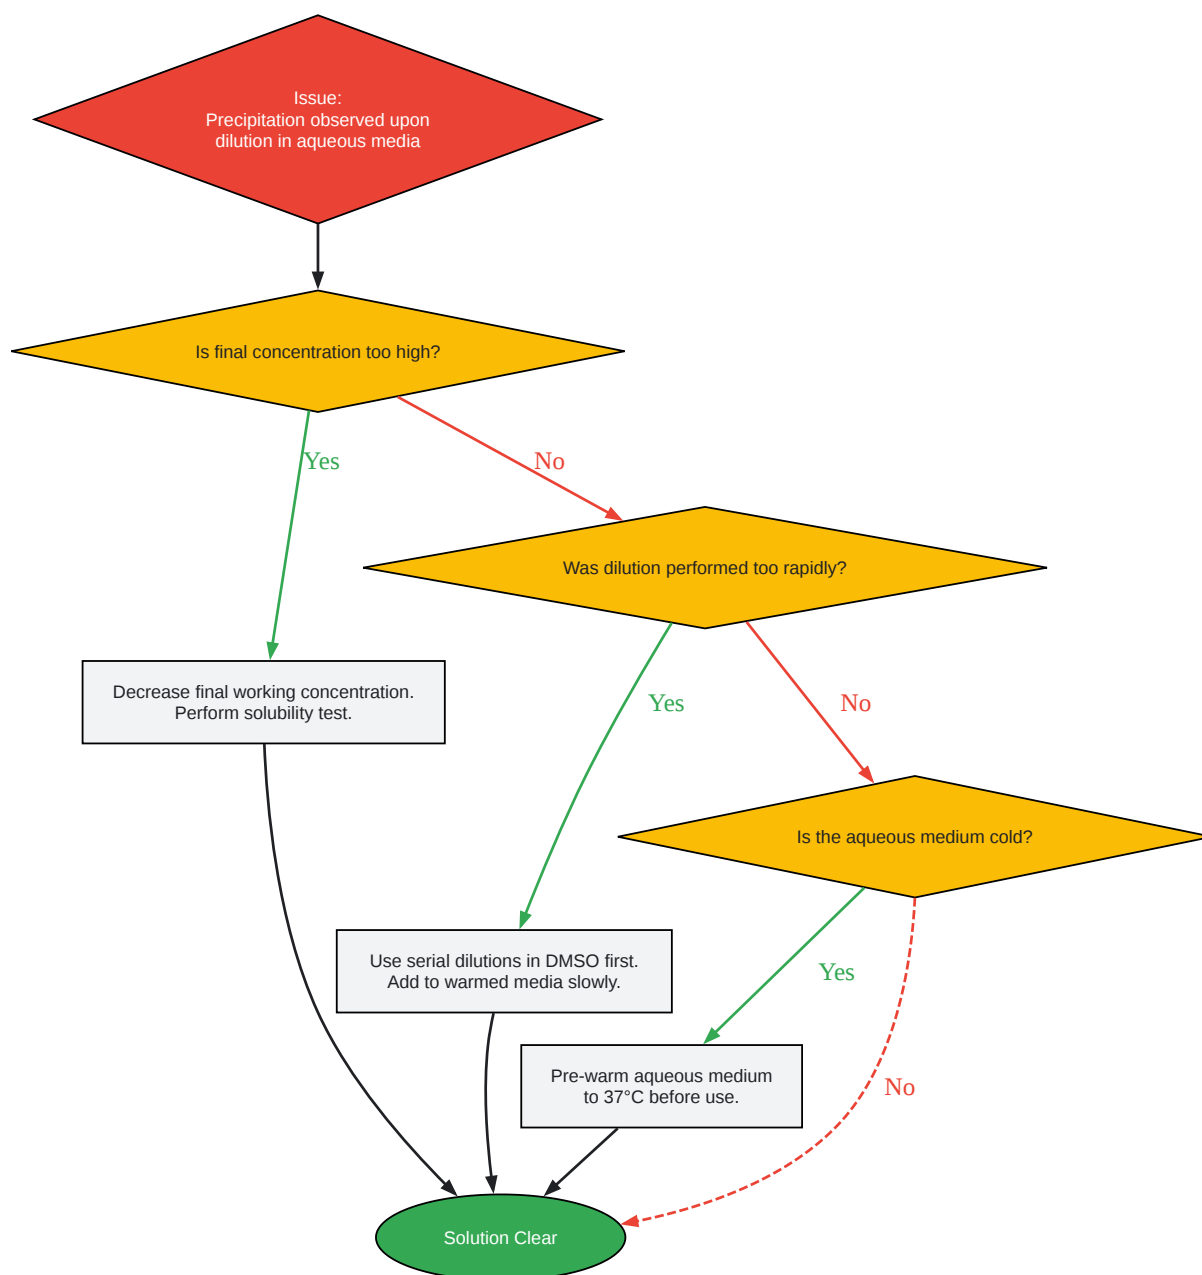 Issue:
Precipitation observed upon
dilution in aqueous media
Is final concentration too high?
Yes
No
Was dilution performed too rapidly?
Decrease final working concentration.
Perform solubility test.
Yes
No
Is the aqueous medium cold?
Use serial dilutions in DMSO first.
Add to warmed media slowly.
Yes
Pre-warm aqueous medium
to 37°C before use.
No
Solution Clear